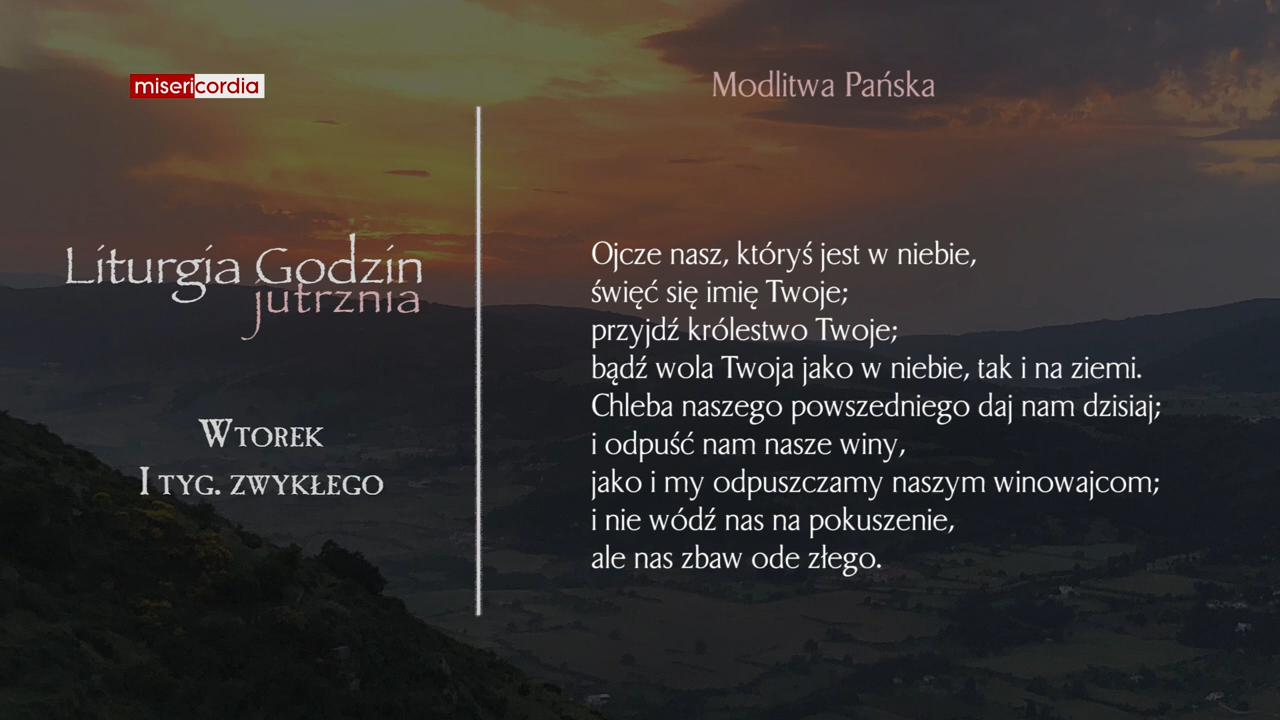 misericordia
Liturgia Godzin
jutrznia
Wtorek
I tyg. zwykłego
Modlitwa Pańska
Ojcze nasz, któryś jest w niebie,
święć się imię Twoje;
przyjdź królestwo Twoje;
bądź wola Twoja jako w niebie, tak i na ziemi.
Chleba naszego powszedniego daj nam dzisiaj;
i odpuść nam nasze winy,
jako i my odpuszczamy naszym winowajcom;
i nie wódź nas na pokuszenie,
ale nas zbaw ode złego.